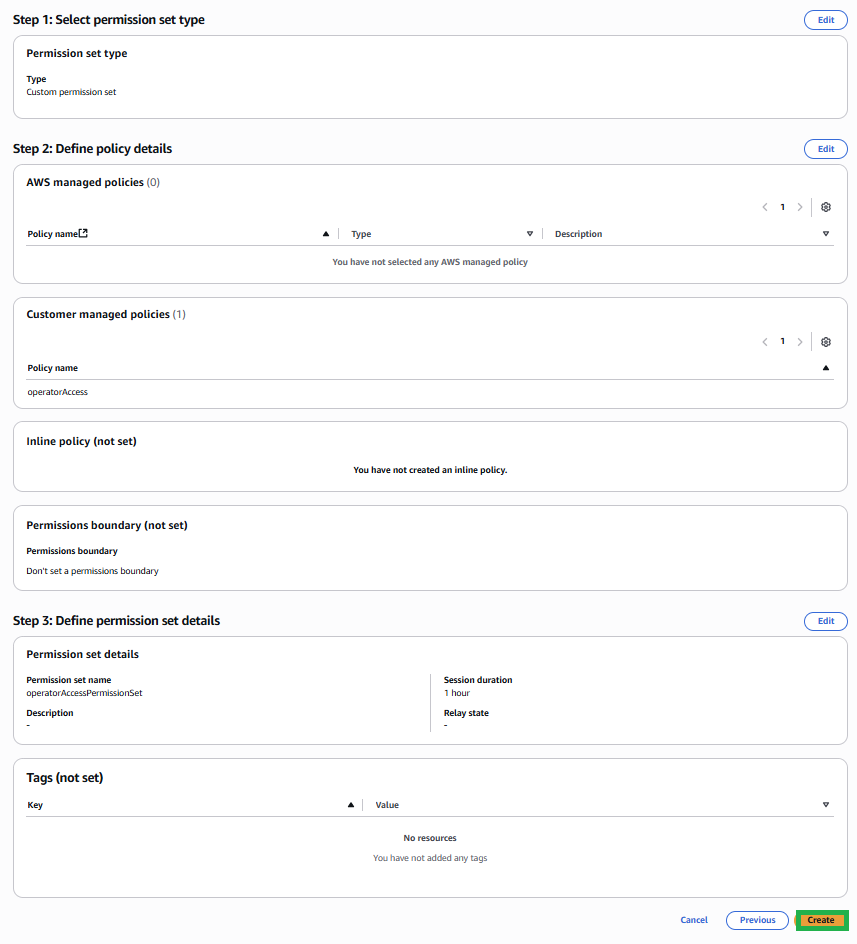 Step 1: Select permission set type
Edit
Permission set type
Type
Custom permission set
Step 2: Define policy details
Edit
AWS managed policies (0)
1
Policy name Type Description
You have not selected any AWS managed policy
Customer managed policies (1)
1
Policy name
operatorAccess
Inline policy (not set)
You have not created an inline policy.
Permissions boundary (not set)
Permissions boundary
Don't set a permissions boundary
Step 3: Define permission set details
Edit
Permission set details
Permission set name
operatorAccessPermissionSet
Description
-
Session duration
1 hour
Relay state
-
Tags (not set)
Key Value
No resources
You have not added any tags
Cancel Previous Create